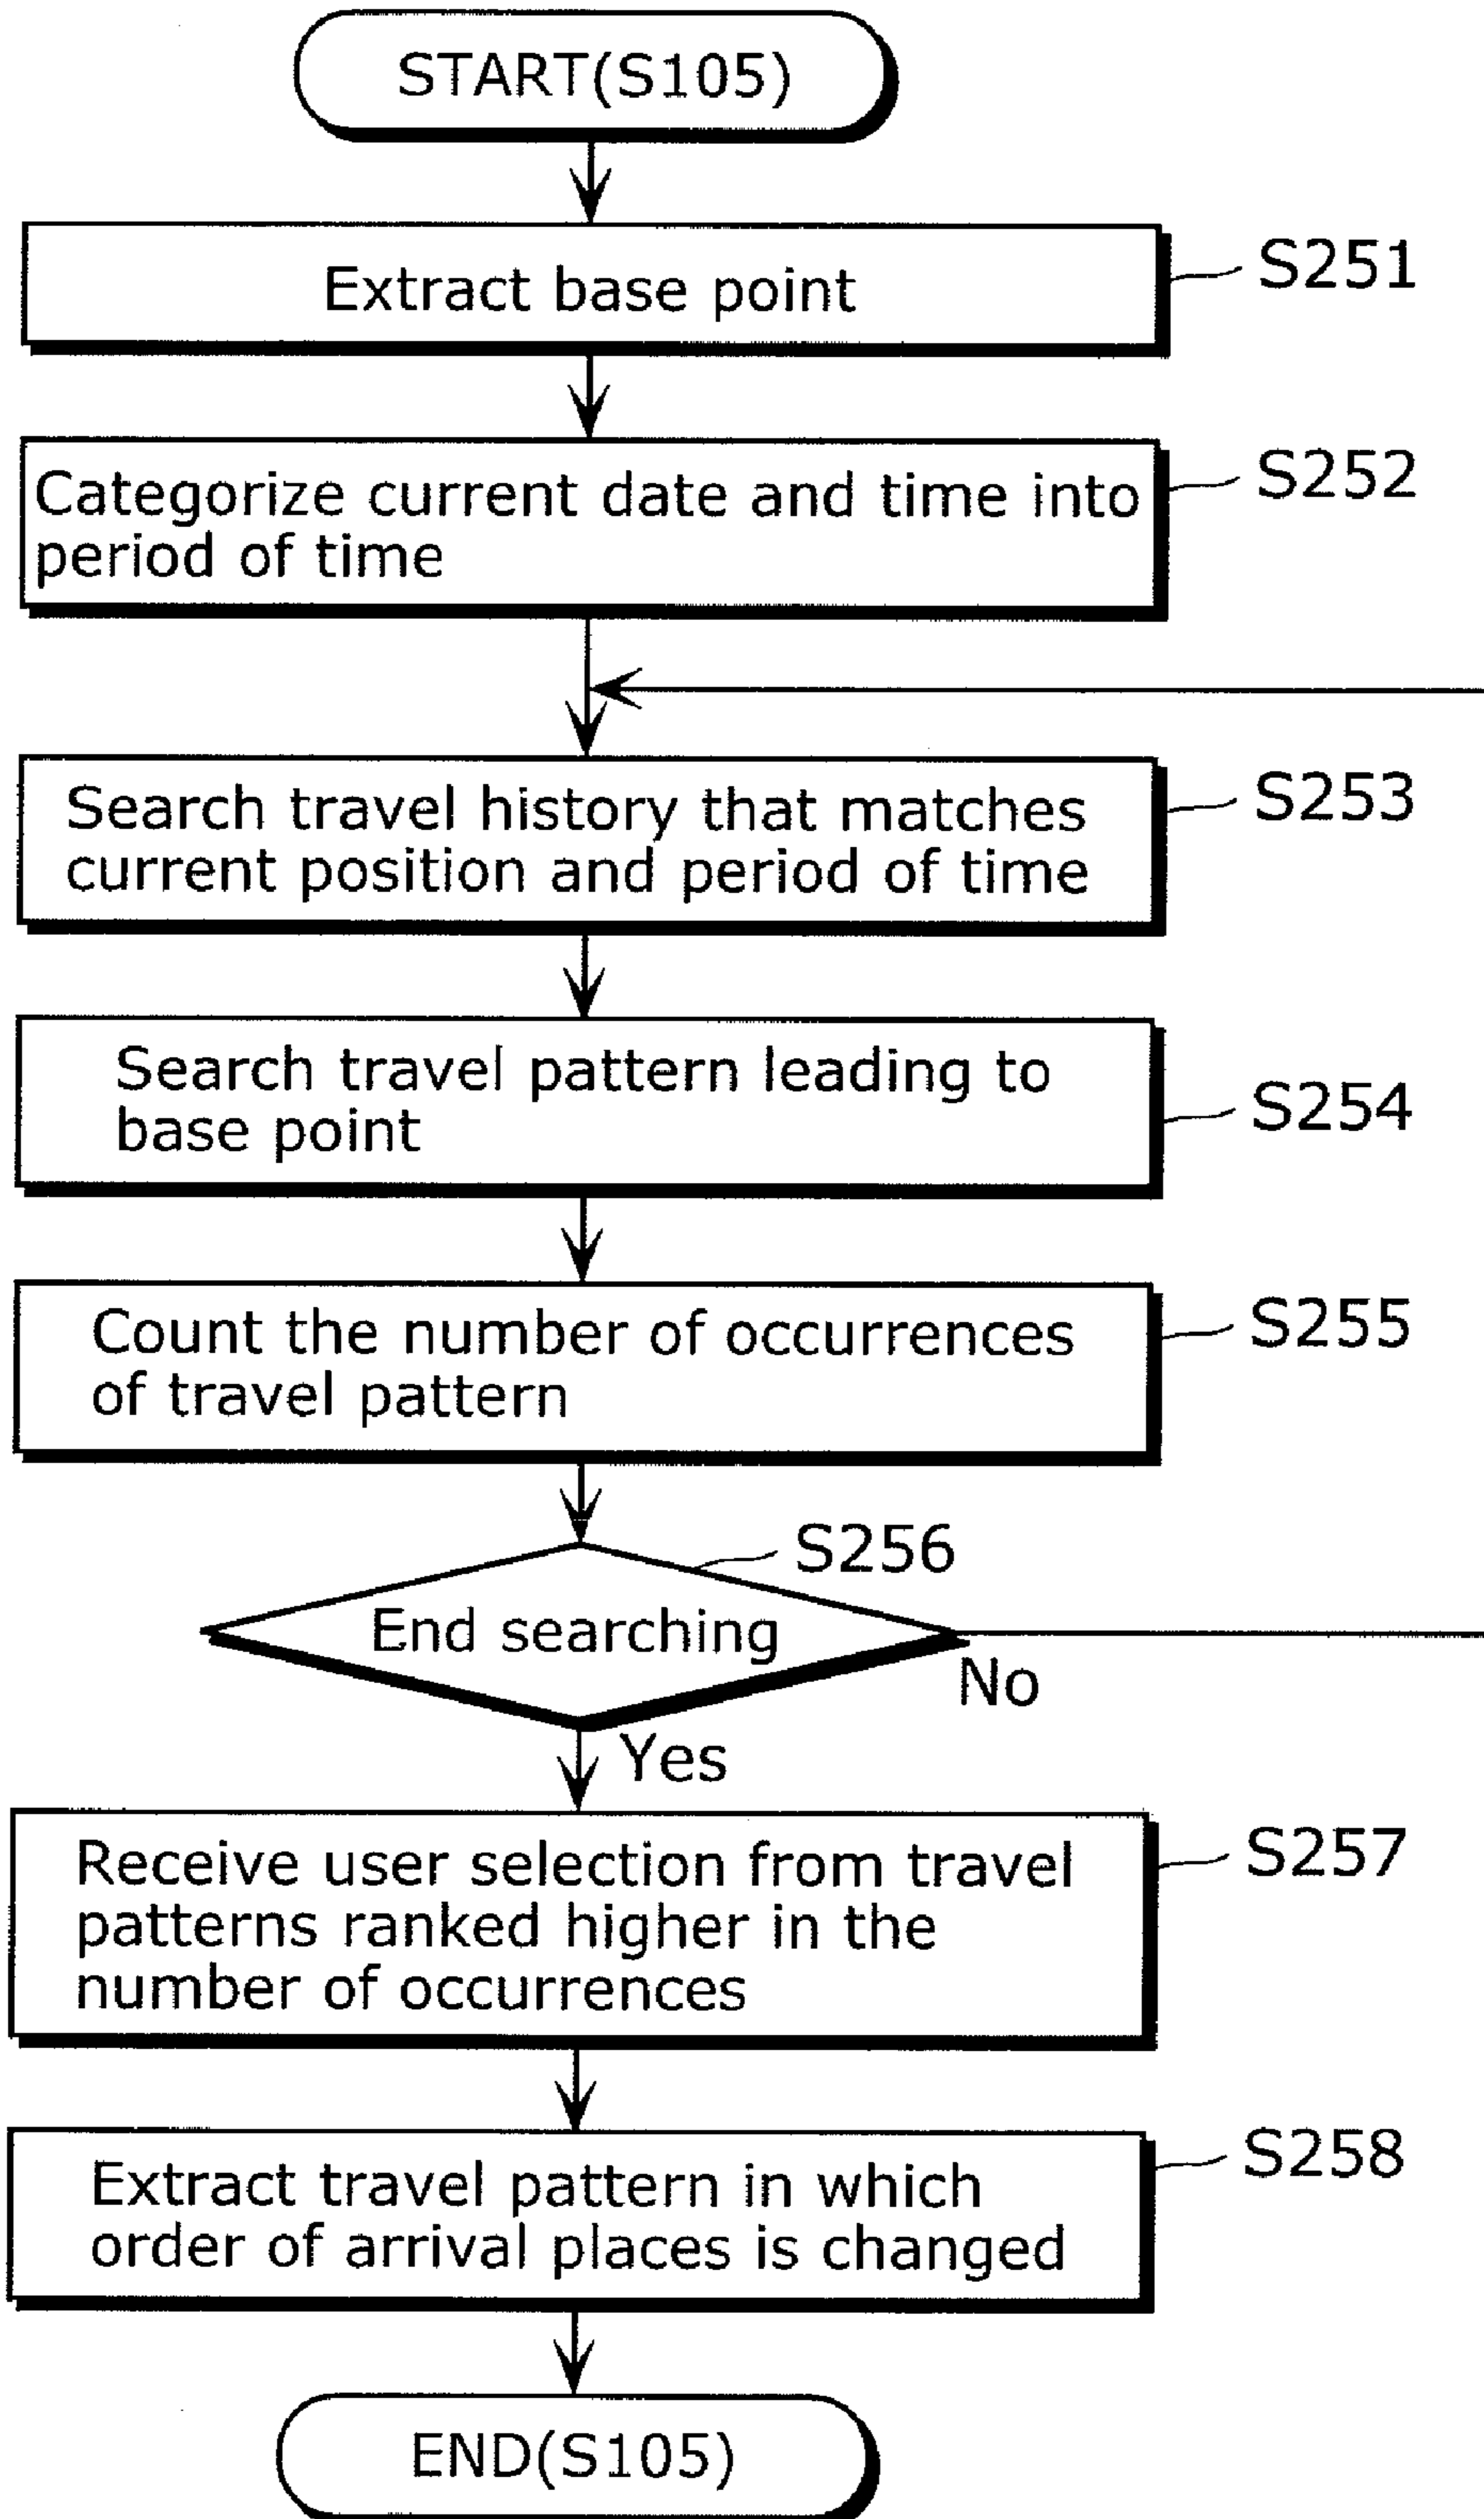 START(S105)
Extract base point
S251
Categorize current date and time into
period of time
S252
Search travel history that matches
current position and period of time
S253
Search travel pattern leading to
base point
S254
Count the number of occurrences
of travel pattern
S255
S256
End searching
No
Yes
Receive user selection from travel
patterns ranked higher in the
number of occurrences
S257
Extract travel pattern in which
order of arrival places is changed
S258
END(S105)